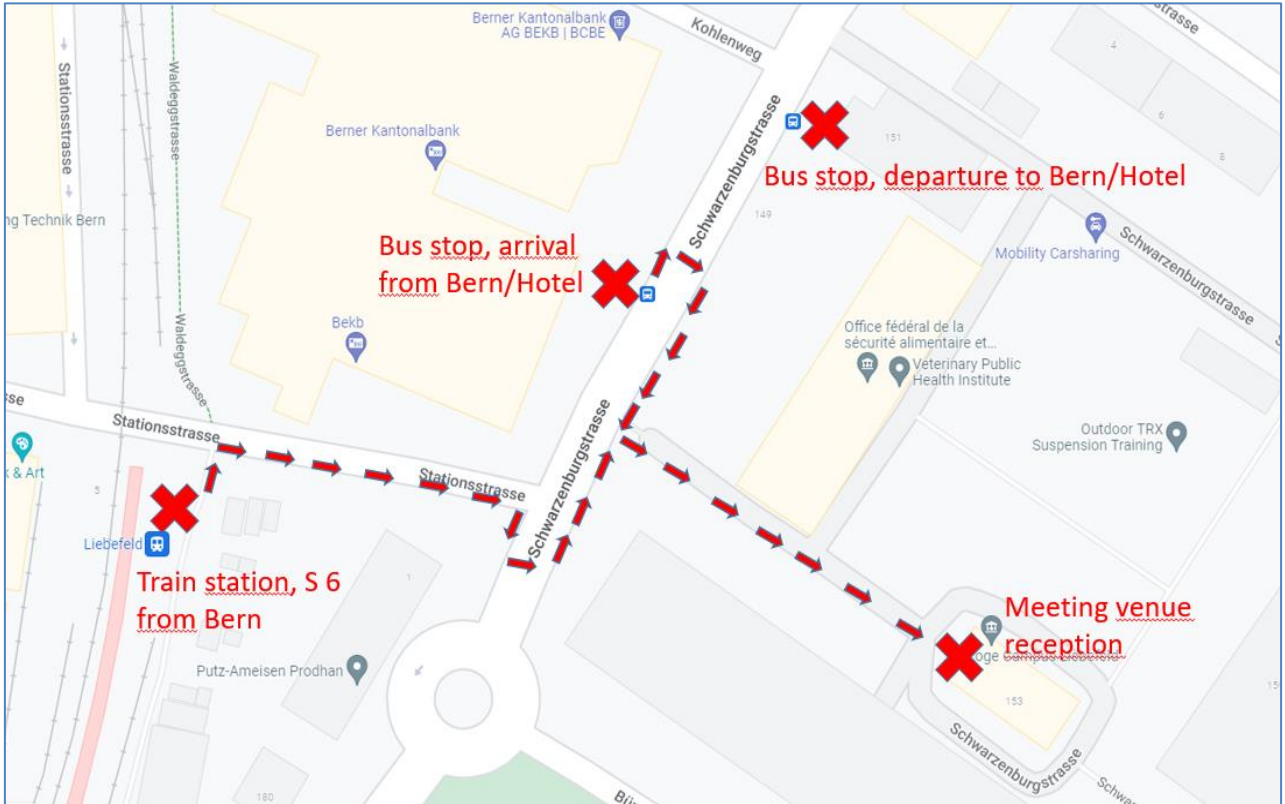 Berner Kantonalbank
AG BEKB | BCBE
Kohlenweg
strasse
Stationsstrasse
Waldeggstrasse
Schwarzenburgstrasse
4
6
8
151
Berner Kantonalbank
Bus stop, departure to Bern/Hotel
ng Technik Bern
149
Mobility Carsharing
Schwarzenburgstrasse
Bus stop, arrival
from Bern/Hotel
Bekb
Waldeggstrasse
Office fédéral de la
sécurité alimentaire et...
Veterinary Public
Health Institute
sse
Stationsstrasse
Schwarzenburgstrasse
Outdoor TRX
Suspension Training
k & Art
5
Stationsstrasse
Liebefeld
Train station, S 6
from Bern
1
Meeting venue
reception
Putz-Ameisen Prodhan
153
Schwarzenburgstrasse
180